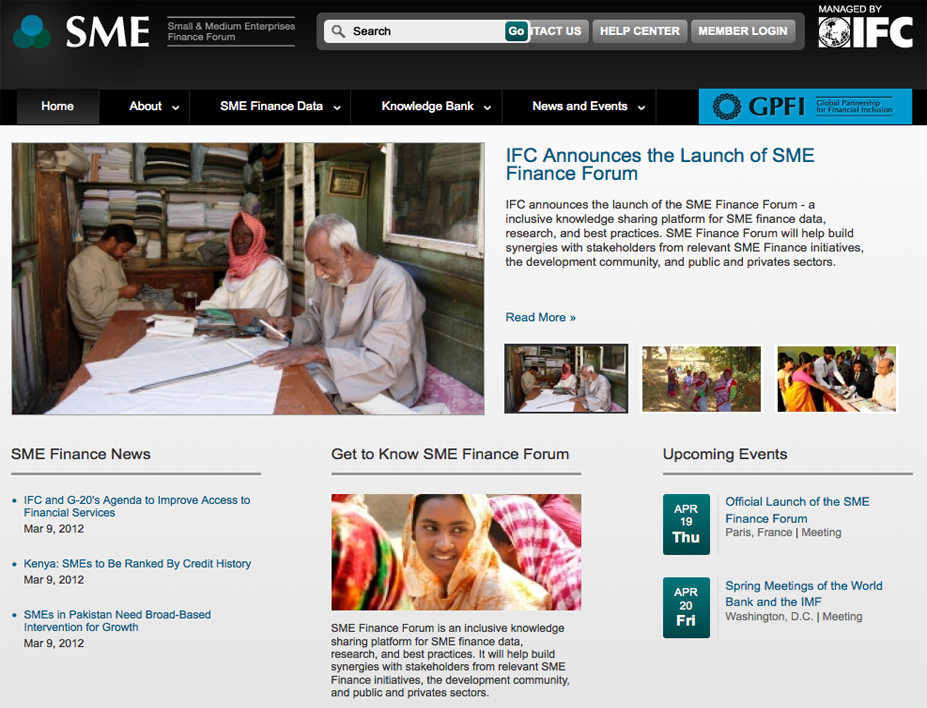 SME
Small & Medium Enterprises
Finance Forum
Search
Go
TACT US
HELP CENTER
MEMBER LOGIN
MANAGED BY
IFC
Home
About
SME Finance Data
Knowledge Bank
News and Events
GPFI
Global Partnership
for Financial Inclusion
IFC Announces the Launch of SME
Finance Forum
IFC announces the launch of the SME Finance Forum - a
inclusive knowledge sharing platform for SME finance data,
research, and best practices. SME Finance Forum will help build
synergies with stakeholders from relevant SME Finance initiatives,
the development community, and public and privates sectors.
Read More »
SME Finance News
• IFC and G-20's Agenda to Improve Access to
Financial Services
Mar 9, 2012
• Kenya: SMEs to Be Ranked By Credit History
Mar 9, 2012
• SMEs in Pakistan Need Broad-Based
Intervention for Growth
Mar 9, 2012
Get to Know SME Finance Forum
SME Finance Forum is an inclusive knowledge
sharing platform for SME finance data,
research, and best practices. It will help build
synergies with stakeholders from relevant SME
Finance initiatives, the development community,
and public and privates sectors.
Upcoming Events
APR
19
Thu
Official Launch of the SME
Finance Forum
Paris, France | Meeting
APR
20
Fri
Spring Meetings of the World
Bank and the IMF
Washington, D.C. | Meeting